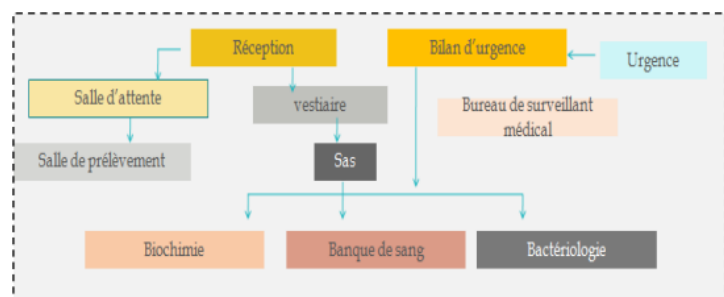 Réception
Bilan d'urgence
Urgence
Salle d'attente
vestiaire
Bureau de surveillant
médical
Salle de prélèvement
Sas
Biochimie
Banque de sang
Bactériologie